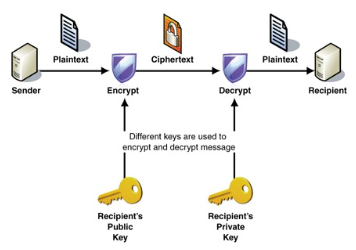 Plaintext
Ciphertext
Plaintext
Sender
Encrypt
Decrypt
Recipient
Different keys are used to
encrypt and decrypt message
Recipient's
Public
Key
Recipient's
Private
Key